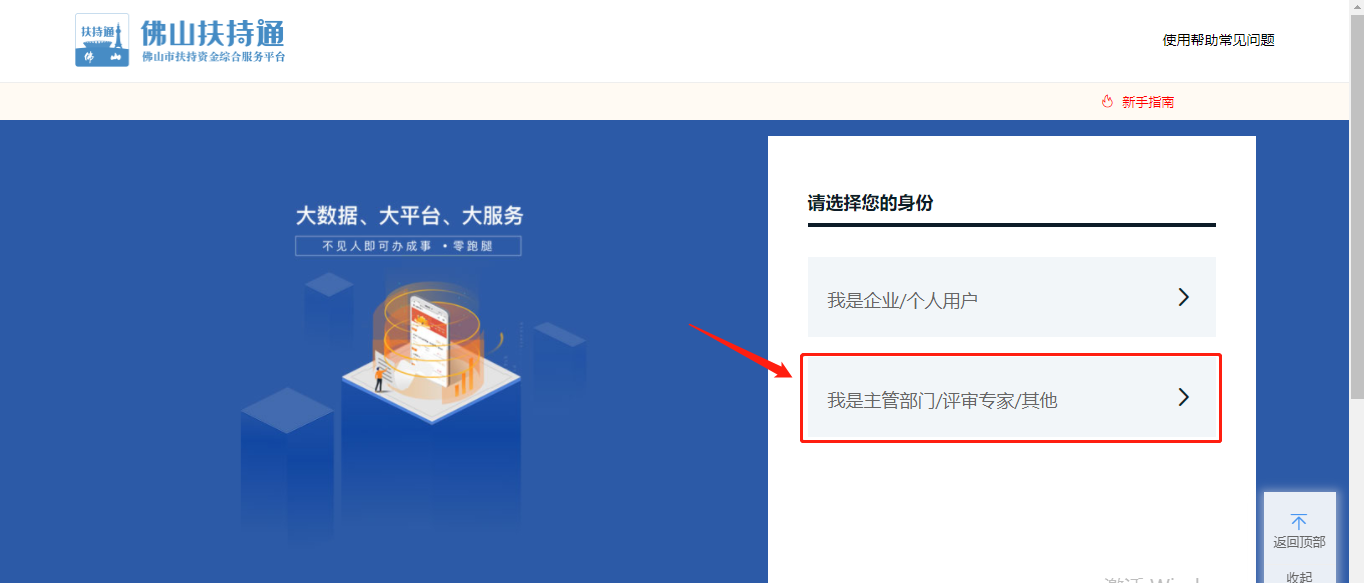 扶持通
佛 山
佛山扶持通
佛山市扶持资金综合服务平台
使用帮助常见问题
新手指南
大数据、大平台、大服务
不见人即可办成事 • 零跑腿
请选择您的身份
我是企业/个人用户
我是主管部门/评审专家/其他
返回顶部
收起